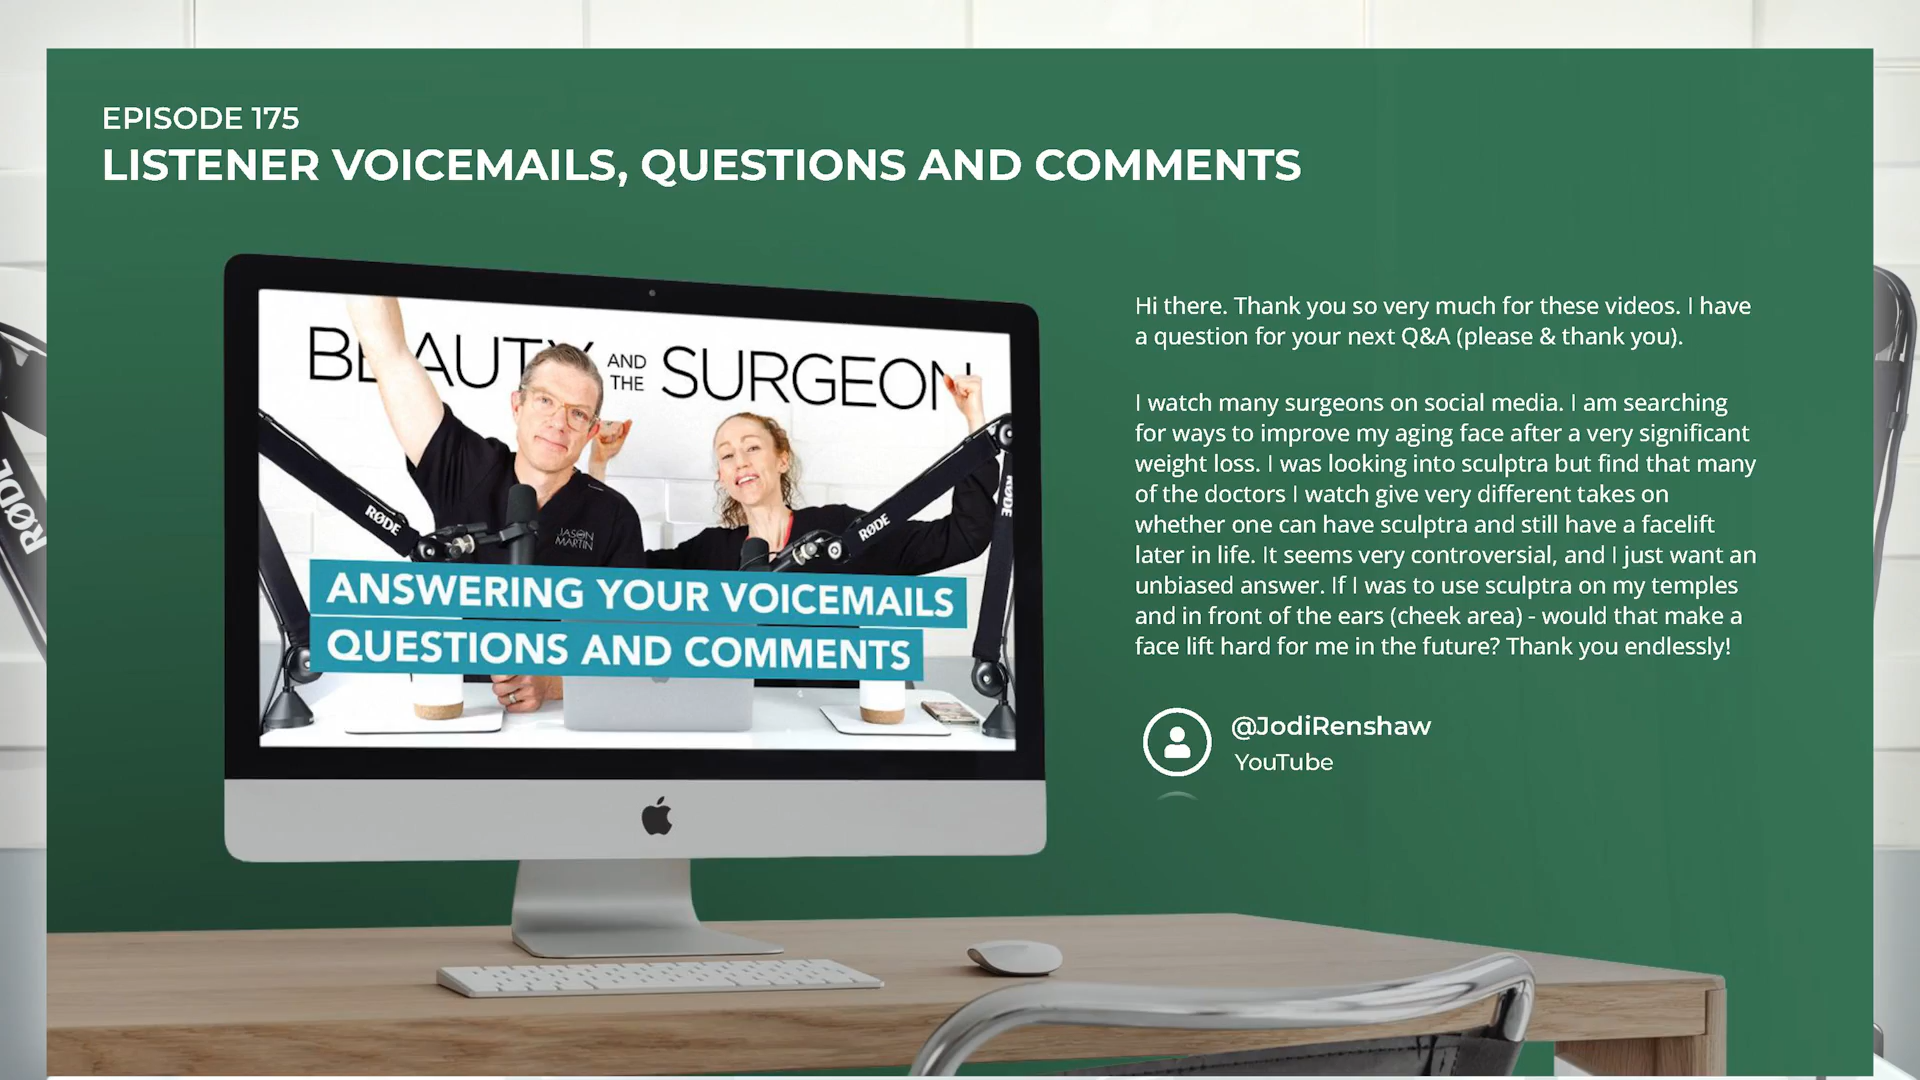 EPISODE 175
LISTENER VOICEMAILS, QUESTIONS AND COMMENTS
BEAUTY AND THE SURGEON
RØDE
RØDE
RØDE
RØDE
JASON
MARTIN
ANSWERING YOUR VOICEMAILS
QUESTIONS AND COMMENTS
Hi there. Thank you so very much for these videos. I have
a question for your next Q&A (please & thank you).
I watch many surgeons on social media. I am searching
for ways to improve my aging face after a very significant
weight loss. I was looking into sculptra but find that many
of the doctors I watch give very different takes on
whether one can have sculptra and still have a facelift
later in life. It seems very controversial, and I just want an
unbiased answer. If I was to use sculptra on my temples
and in front of the ears (cheek area) - would that make a
face lift hard for me in the future? Thank you endlessly!
@JodiRenshaw
YouTube